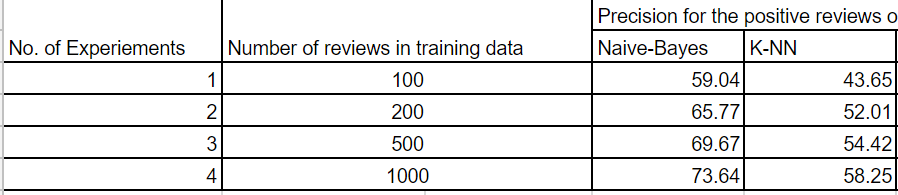 Precision for the positive reviews o
No. of Experiements Number of reviews in training data Naive-Bayes K-NN
1 100 59.04 43.65
2 200 65.77 52.01
3 500 69.67 54.42
4 1000 73.64 58.25